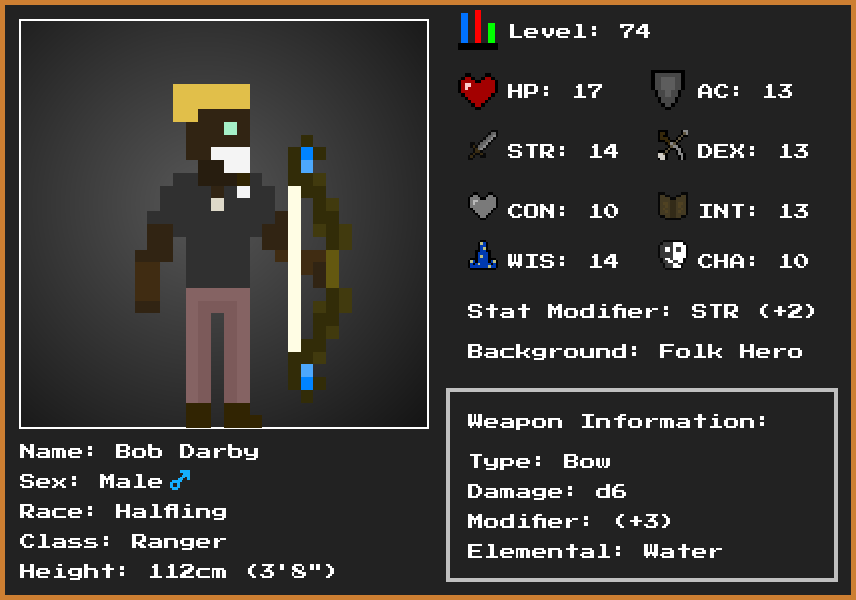 Level: 74
HP: 17
AC: 13
STR: 14
DEX: 13
CON: 10
INT: 13
WIS: 14
CHA: 10
Stat Modifier: STR (+2)
Background: Folk Hero
Name: Bob Darby
Sex: Male ♂
Race: Halfling
Class: Ranger
Height: 112cm (3'8")
Weapon Information:
Type: Bow
Damage: d6
Modifier: (+3)
Elemental: Water